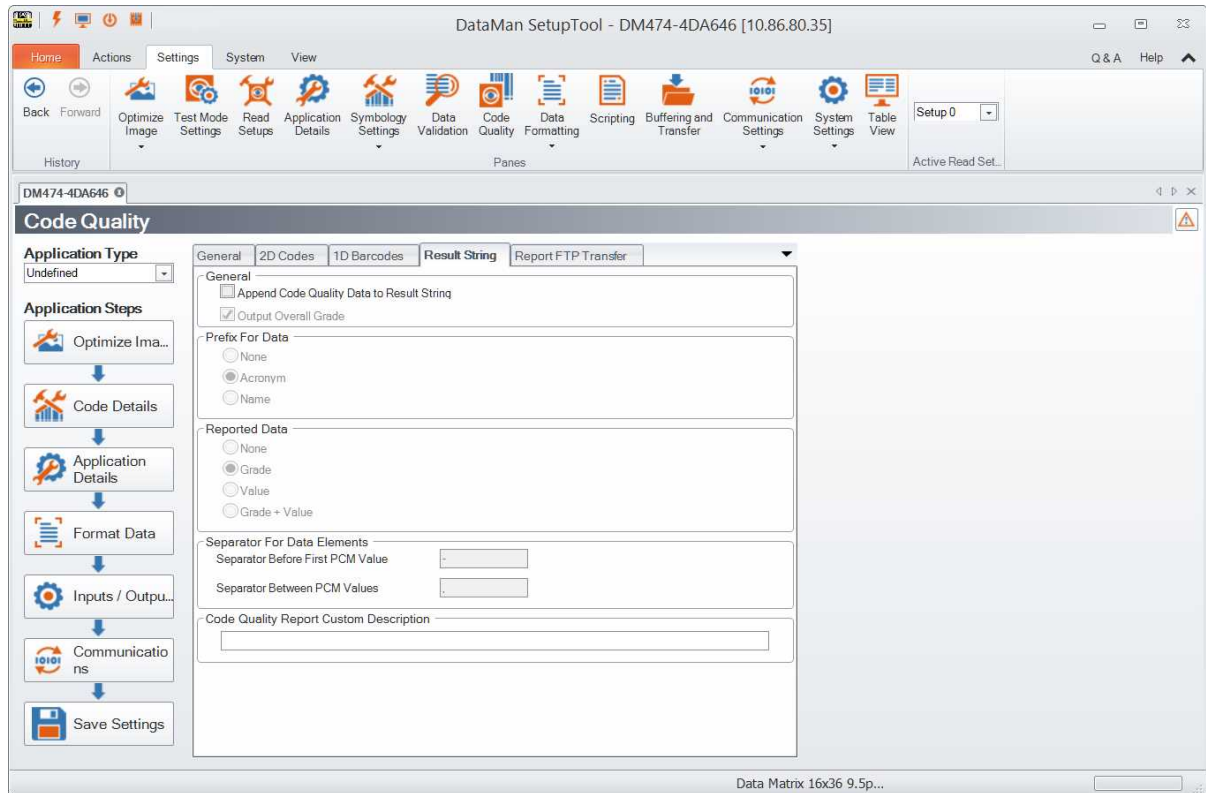 DataMan SetupTool - DM474-4DA646 [10.86.80.35]
Home Actions Settings System View Q & A Help
Back Forward
Optimize Image
Test Mode Settings
Read Setups
Application Details
Symbology Settings
Data Validation
Code Quality
Data Formatting
Scripting
Buffering and Transfer
Communication Settings
System Settings
Table View
Setup 0
History Panes Active Read Set...
DM474-4DA646
Code Quality
Application Type
Undefined
Application Steps
Optimize Ima...
Code Details
Application Details
Format Data
Inputs / Outpu...
Communicatio
ns
Save Settings
General 2D Codes 1D Barcodes Result String Report FTP Transfer
General
Append Code Quality Data to Result String
Output Overall Grade
Prefix For Data
None
Acronym
Name
Reported Data
None
Grade
Value
Grade + Value
Separator For Data Elements
Separator Before First PCM Value -
Separator Between PCM Values ,
Code Quality Report Custom Description
Data Matrix 16x36 9.5p...